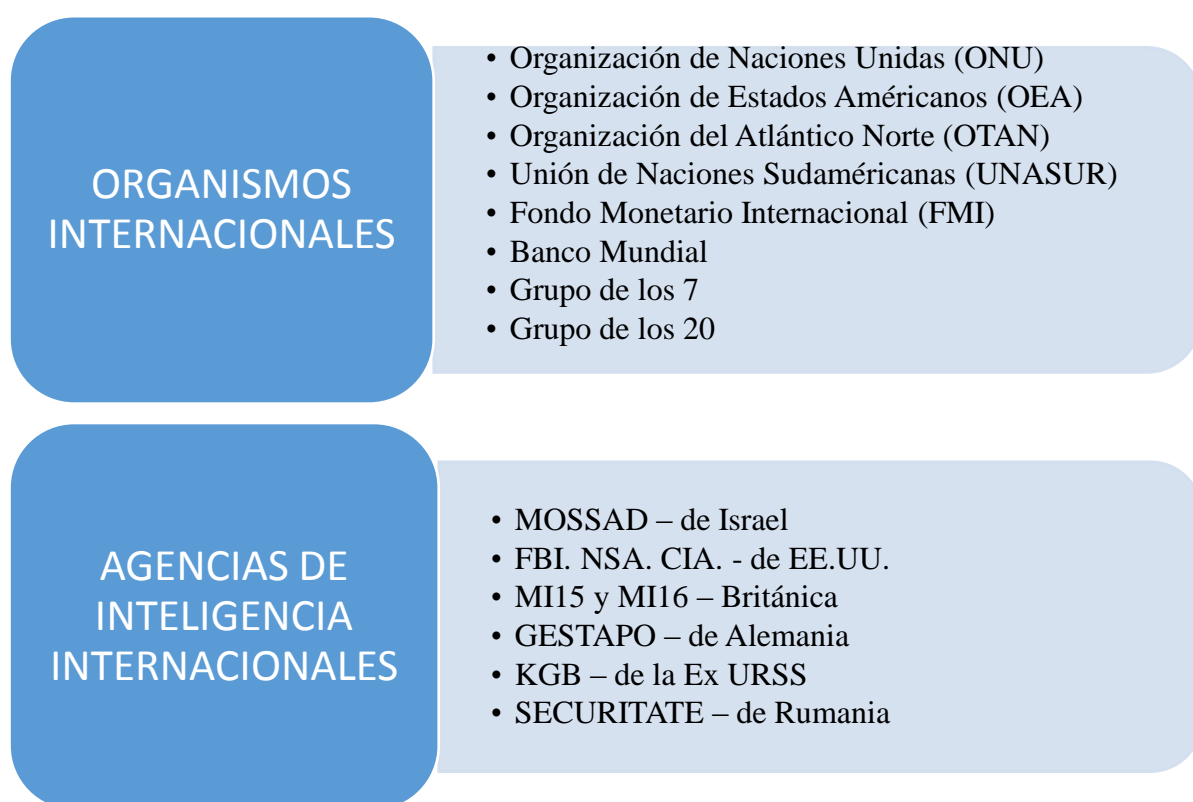 ORGANISMOS
INTERNACIONALES
• Organización de Naciones Unidas (ONU)
• Organización de Estados Américanos (OEA)
• Organización del Atlántico Norte (OTAN)
• Unión de Naciones Sudaméricanas (UNASUR)
• Fondo Monetario Internacional (FMI)
• Banco Mundial
• Grupo de los 7
• Grupo de los 20
AGENCIAS DE
INTELIGENCIA
INTERNACIONALES
• MOSSAD – de Israel
• FBI. NSA. CIA. - de EE.UU.
• MI15 y MI16 – Británica
• GESTAPO – de Alemania
• KGB – de la Ex URSS
• SECURITATE – de Rumania